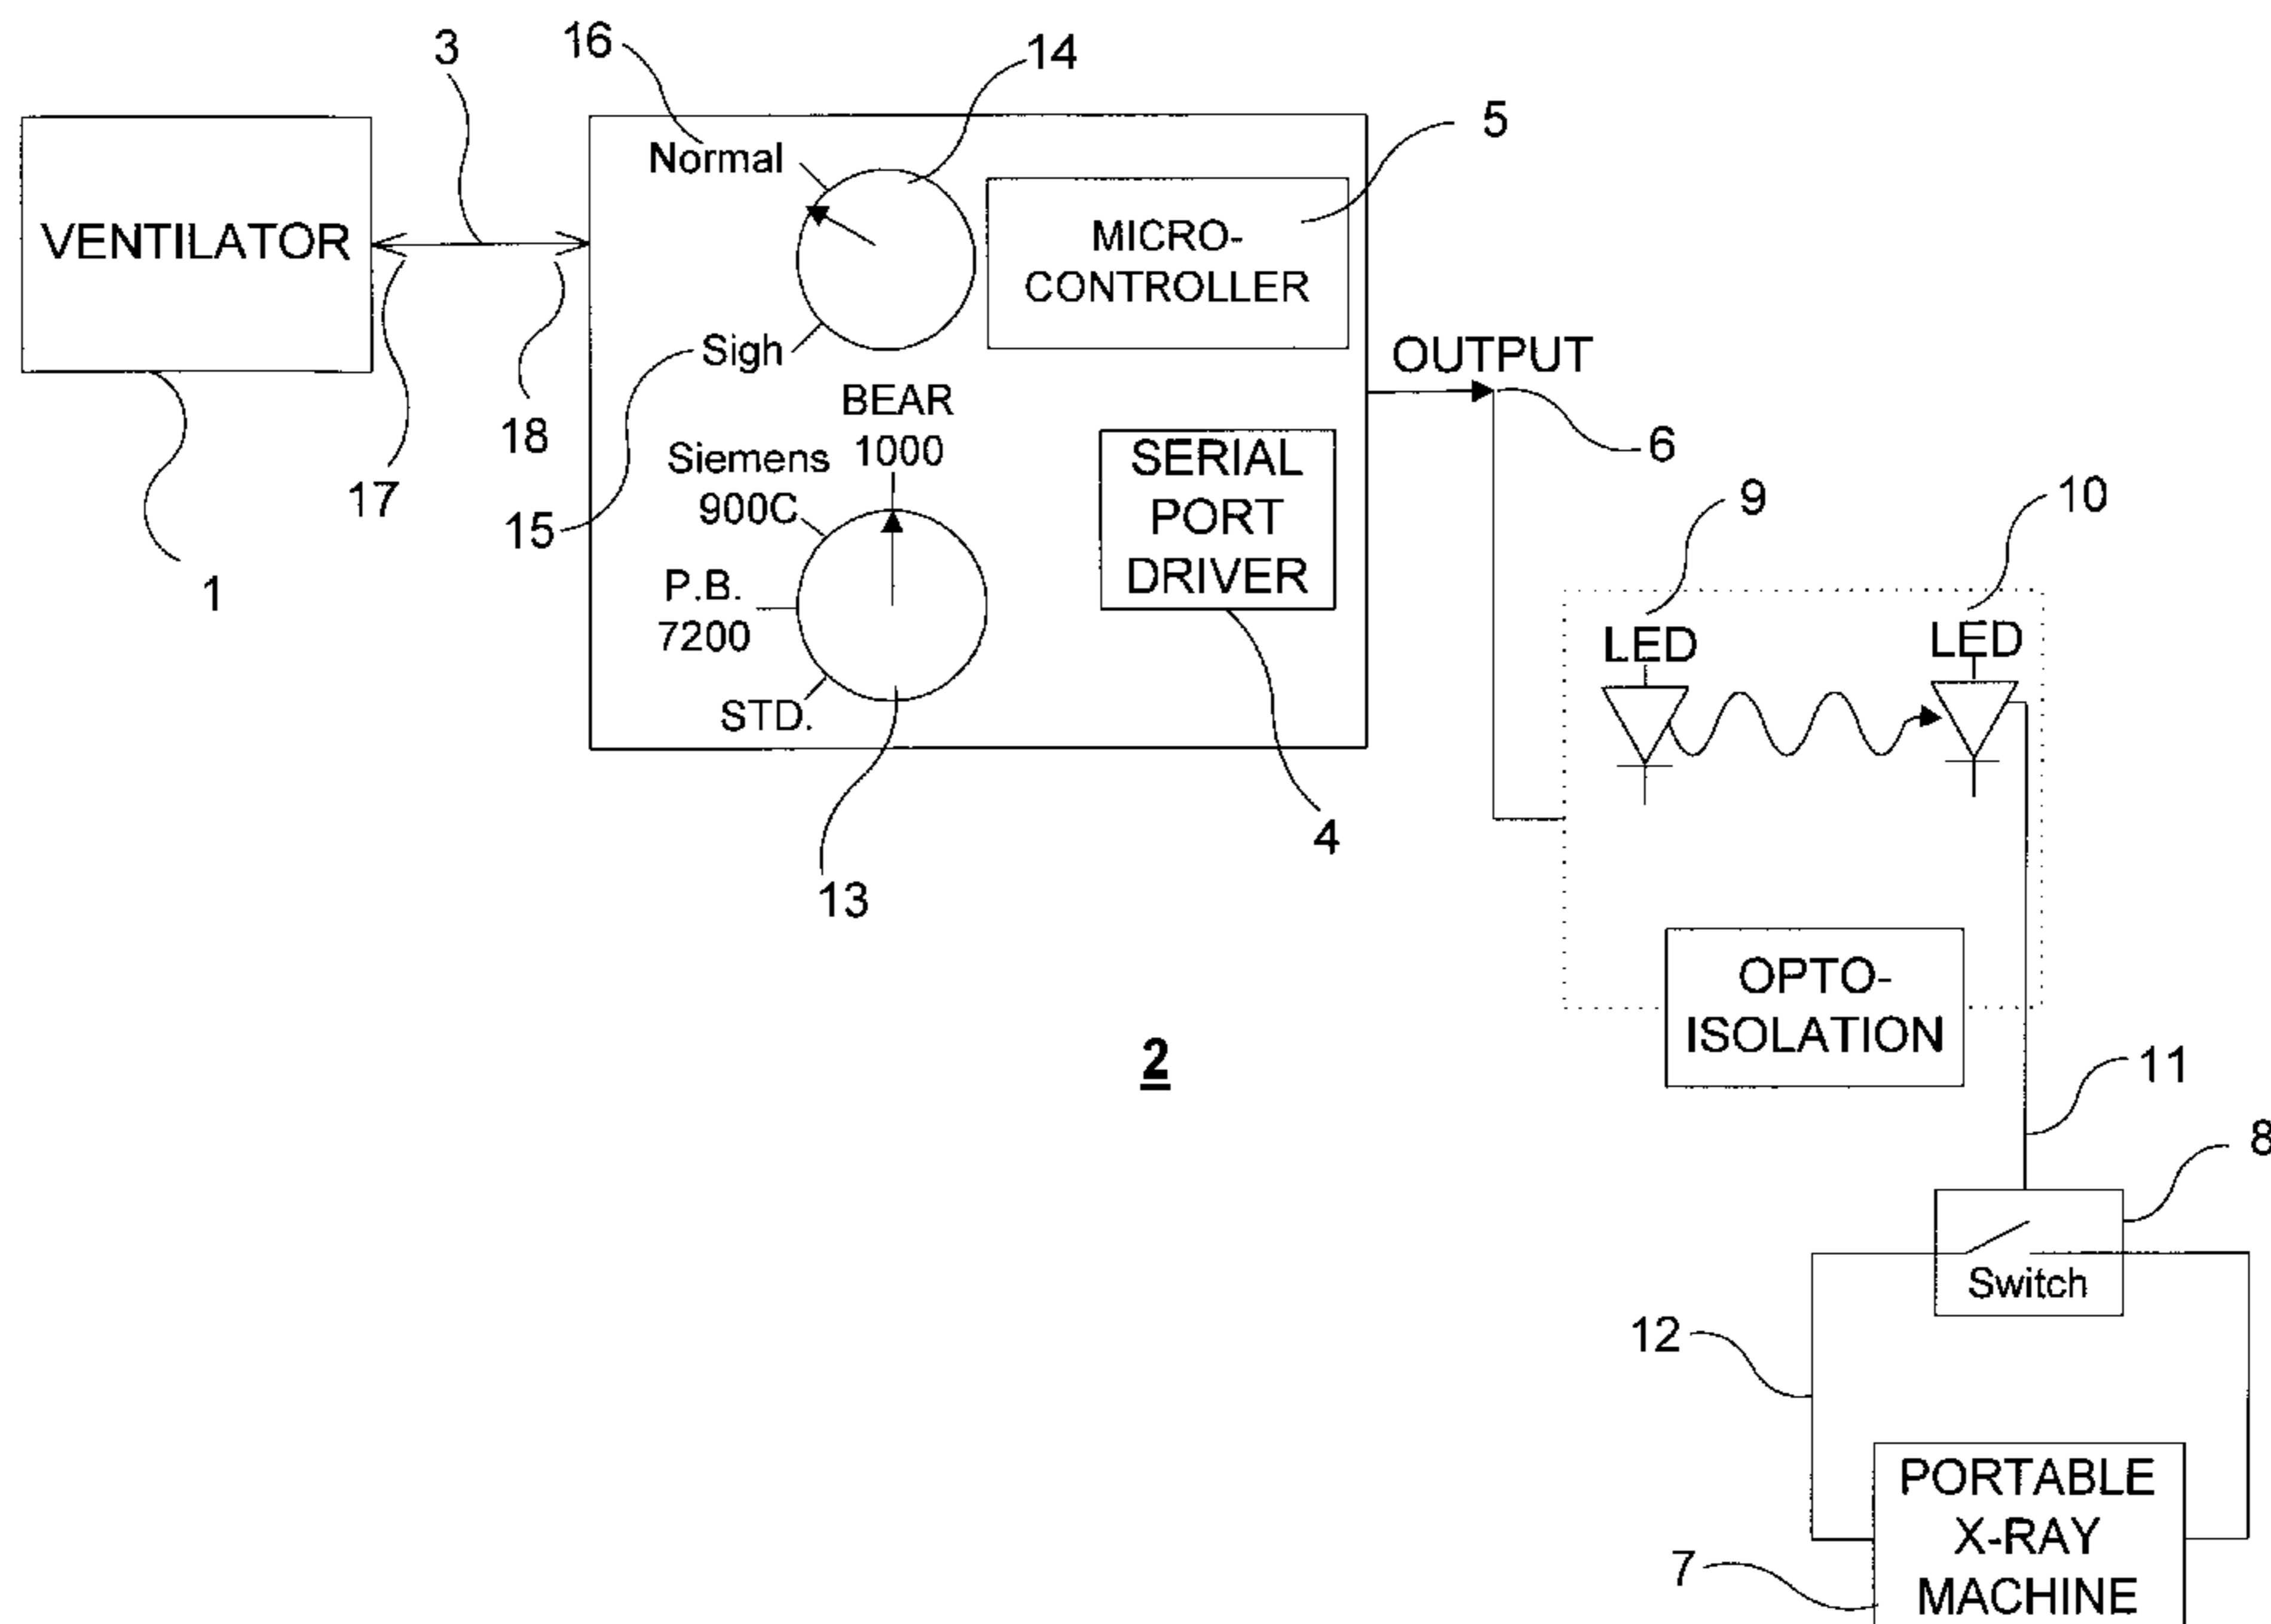 3
16
14
5
Normal
VENTILATOR
MICRO-
CONTROLLER
Sigh
OUTPUT
BEAR
1000
Siemens
900C
SERIAL
PORT
DRIVER
18
17
15
6
9
10
1
P.B.
7200
STD.
LED
LED
4
13
OPTO-
ISOLATION
2
11
8
Switch
12
PORTABLE
X-RAY
MACHINE
7